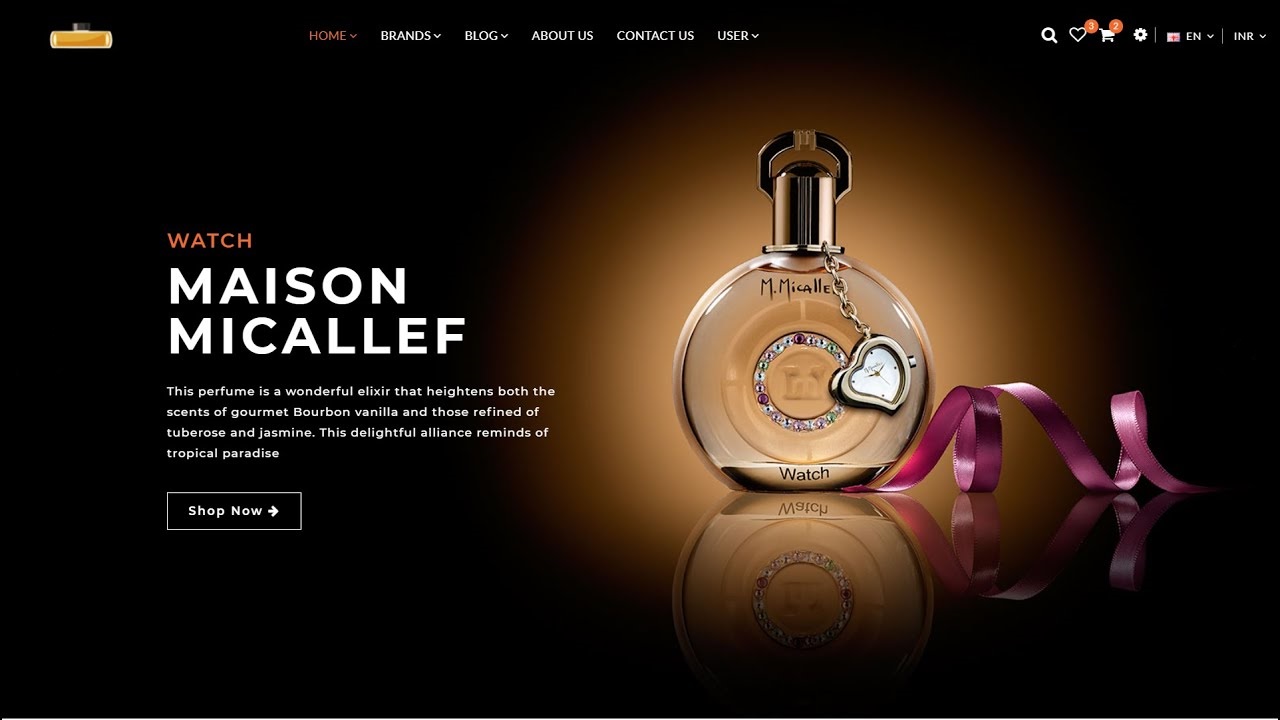 HOME BRANDS BLOG ABOUT US CONTACT US USER 3 2 EN INR
WATCH
MAISON
MICALLEF
This perfume is a wonderful elixir that heightens both the
scents of gourmet Bourbon vanilla and those refined of
tuberose and jasmine. This delightful alliance reminds of
tropical paradise
Shop Now
M.Micalle
Watch